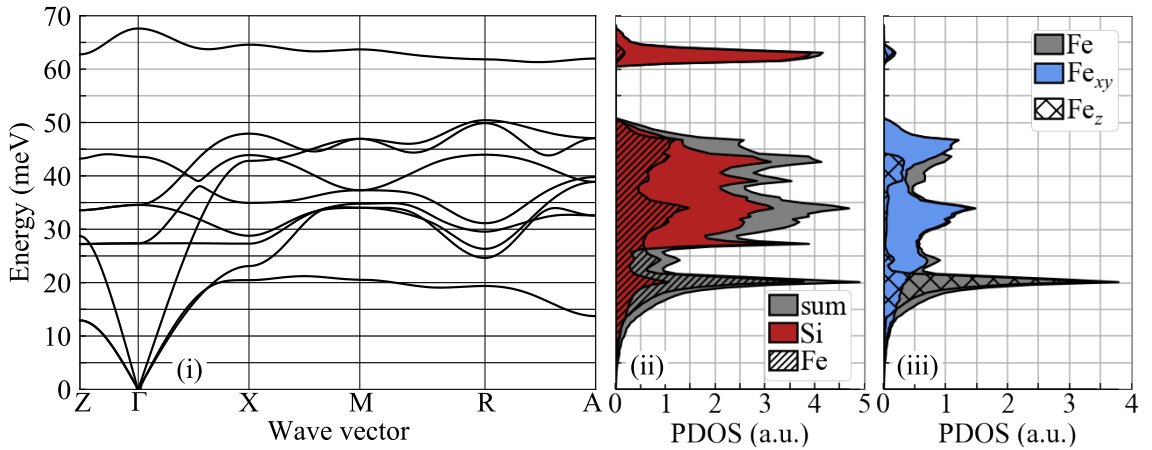 70
60
50
40
30
20
10
0
Energy (meV)
Z Γ X M R A
Wave vector
(i)
sum
Si
Fe
(ii)
0 1 2 3 4 5
PDOS (a.u.)
Fe
Fexy
Fez
(iii)
0 1 2 3 4
PDOS (a.u.)